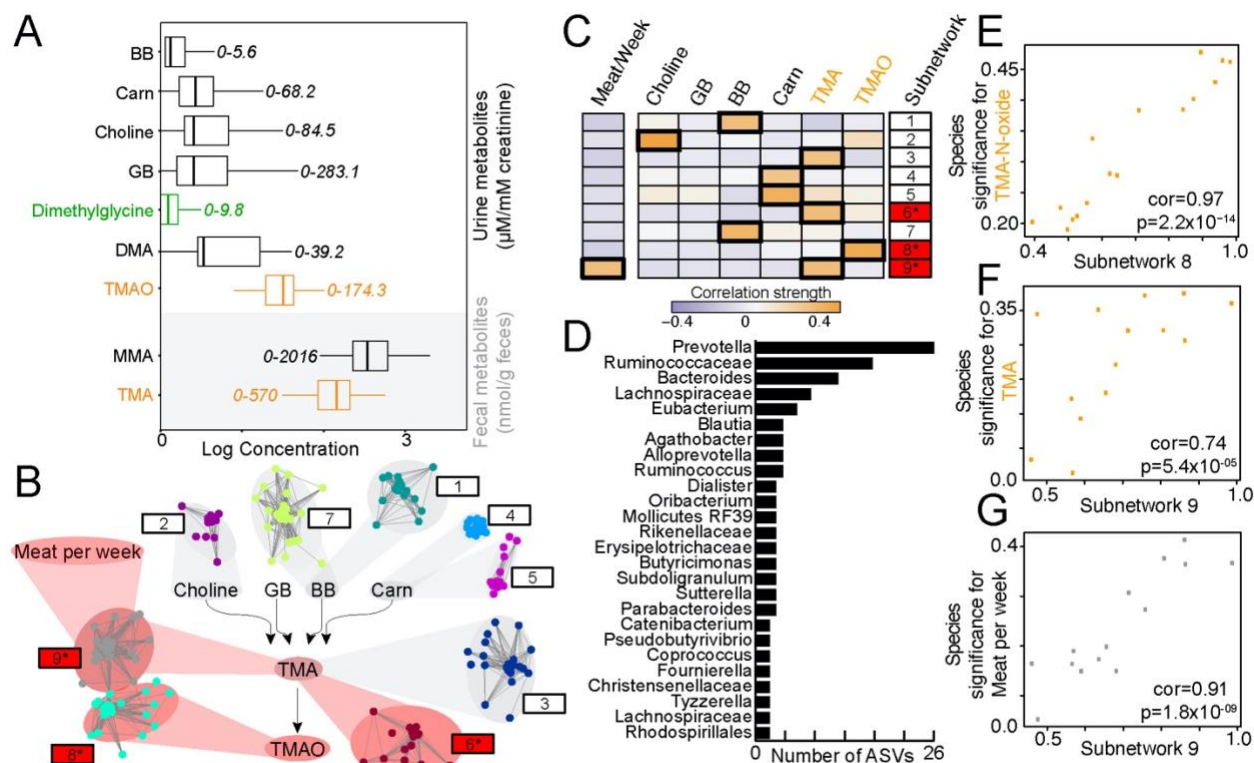 A
BB
0-5.6
Carn
0-68.2
Choline
0-84.5
GB
0-283.1
Dimethylglycine
0-9.8
DMA
0-39.2
TMAO
0-174.3
MMA
0-2016
TMA
0-570
Urine metabolites
(µM/mM creatinine)
Fecal metabolites
(nmol/g feces)
0
3
Log Concentration
B
2
7
1
4
5
Meat per week
Choline
GB
BB
Carn
9*
TMA
3
8*
TMAO
6*
C
Meat/Week
Choline
GB
BB
Carn
TMA
TMAO
Subnetwork
1
2
3
4
5
6*
7
8*
9*
Correlation strength
−0.4
0
0.4
D
Prevotella
Ruminococcaceae
Bacteroides
Lachnospiraceae
Eubacterium
Blautia
Agathobacter
Alloprevotella
Ruminococcus
Dialister
Oribacterium
Mollicutes RF39
Rikenellaceae
Erysipelotrichaceae
Butyricimonas
Subdoligranulum
Sutterella
Parabacteroides
Catenibacterium
Pseudobutyrivibrio
Coprococcus
Fournierella
Christensenellaceae
Tyzzerella
Lachnospiraceae
Rhodospirillales
0
Number of ASVs
26
E
Species
significance for
TMA-N-oxide
0.45
0.20
cor=0.97
p=2.2x10⁻¹⁴
0.4
1.0
Subnetwork 8
F
Species
significance for
TMA
0.35
0.0
cor=0.74
p=5.4x10⁻⁰⁵
0.5
1.0
Subnetwork 9
G
Species
significance for
Meat per week
0.4
0.0
cor=0.91
p=1.8x10⁻⁰⁹
0.5
1.0
Subnetwork 9